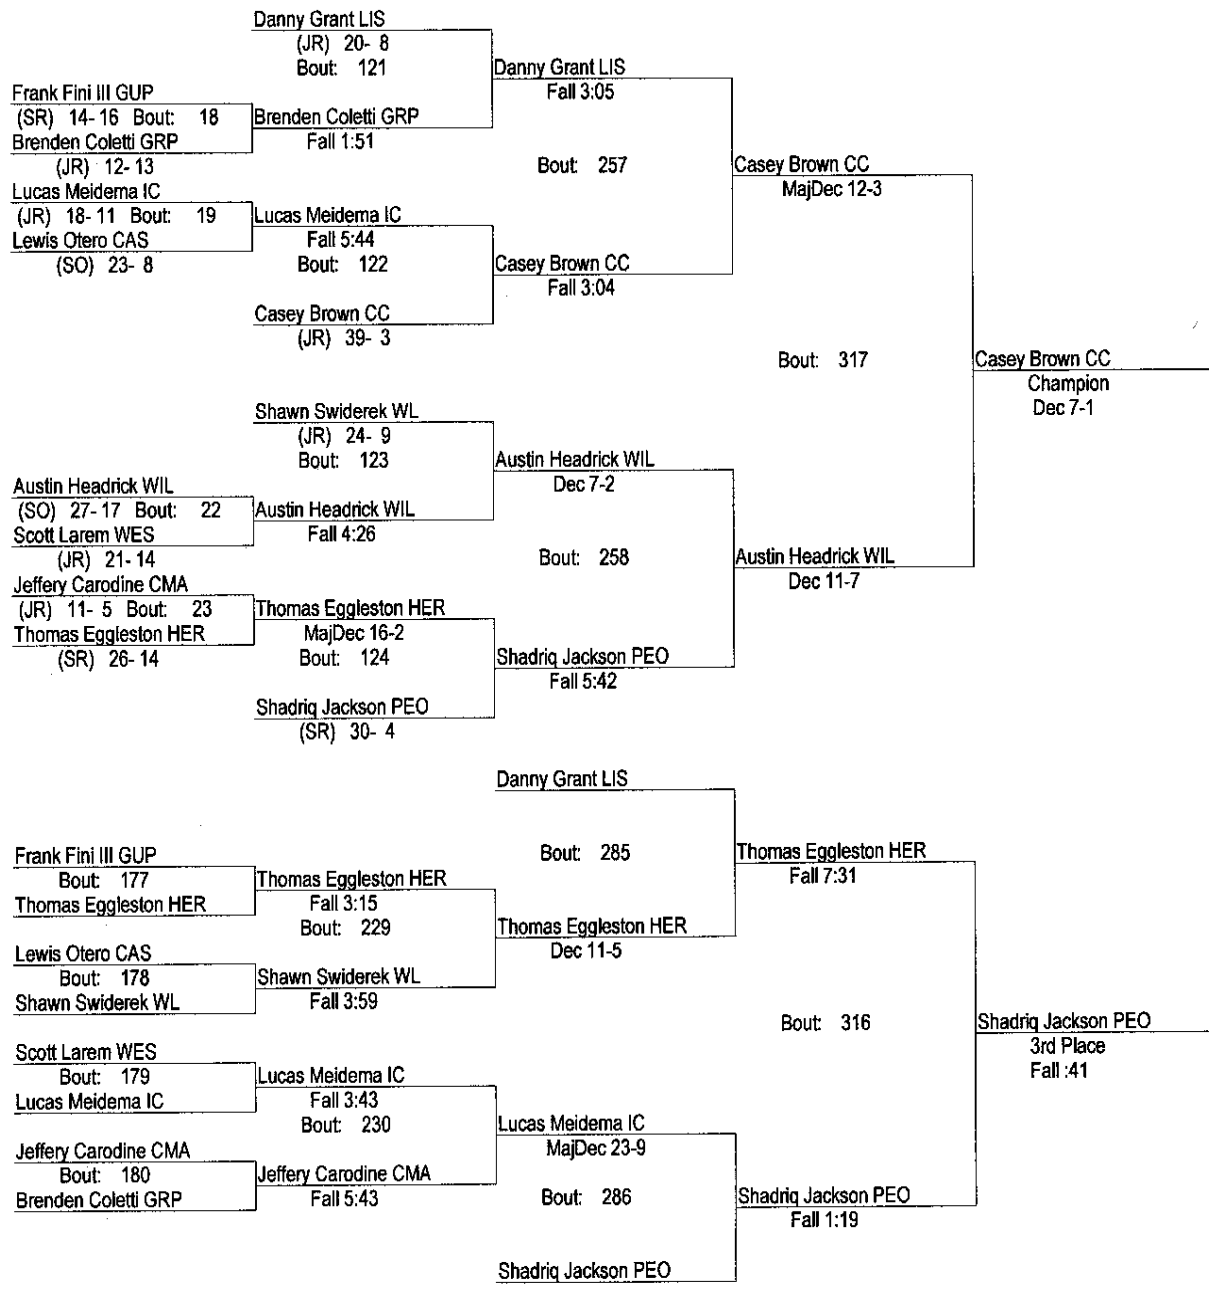 Danny Grant LIS
(JR) 20- 8
Bout: 121
Danny Grant LIS
Fall 3:05
Frank Fini III GUP
(SR) 14- 16 Bout: 18
Brenden Coletti GRP
Brenden Coletti GRP
Fall 1:51
(JR) 12- 13
Bout: 257
Casey Brown CC
MajDec 12-3
Lucas Meidema IC
(JR) 18- 11 Bout: 19
Lucas Meidema IC
Lewis Otero CAS
Fall 5:44
(SO) 23- 8
Bout: 122
Casey Brown CC
Fall 3:04
Casey Brown CC
(JR) 39- 3
Bout: 317
Casey Brown CC
Champion
Dec 7-1
Shawn Swiderek WL
(JR) 24- 9
Bout: 123
Austin Headrick WIL
Dec 7-2
Austin Headrick WIL
(SO) 27- 17 Bout: 22
Austin Headrick WIL
Scott Larem WES
Fall 4:26
(JR) 21- 14
Bout: 258
Austin Headrick WIL
Dec 11-7
Jeffery Carodine CMA
(JR) 11- 5 Bout: 23
Thomas Eggleston HER
Thomas Eggleston HER
MajDec 16-2
(SR) 26- 14
Bout: 124
Shadriq Jackson PEO
Fall 5:42
Shadriq Jackson PEO
(SR) 30- 4
Danny Grant LIS
Bout: 285
Thomas Eggleston HER
Fall 7:31
Frank Fini III GUP
Bout: 177
Thomas Eggleston HER
Thomas Eggleston HER
Fall 3:15
Bout: 229
Thomas Eggleston HER
Dec 11-5
Lewis Otero CAS
Bout: 178
Shawn Swiderek WL
Shawn Swiderek WL
Fall 3:59
Bout: 316
Shadriq Jackson PEO
3rd Place
Fall :41
Scott Larem WES
Bout: 179
Lucas Meidema IC
Lucas Meidema IC
Fall 3:43
Bout: 230
Lucas Meidema IC
MajDec 23-9
Jeffery Carodine CMA
Bout: 180
Jeffery Carodine CMA
Brenden Coletti GRP
Fall 5:43
Bout: 286
Shadriq Jackson PEO
Fall 1:19
Shadriq Jackson PEO